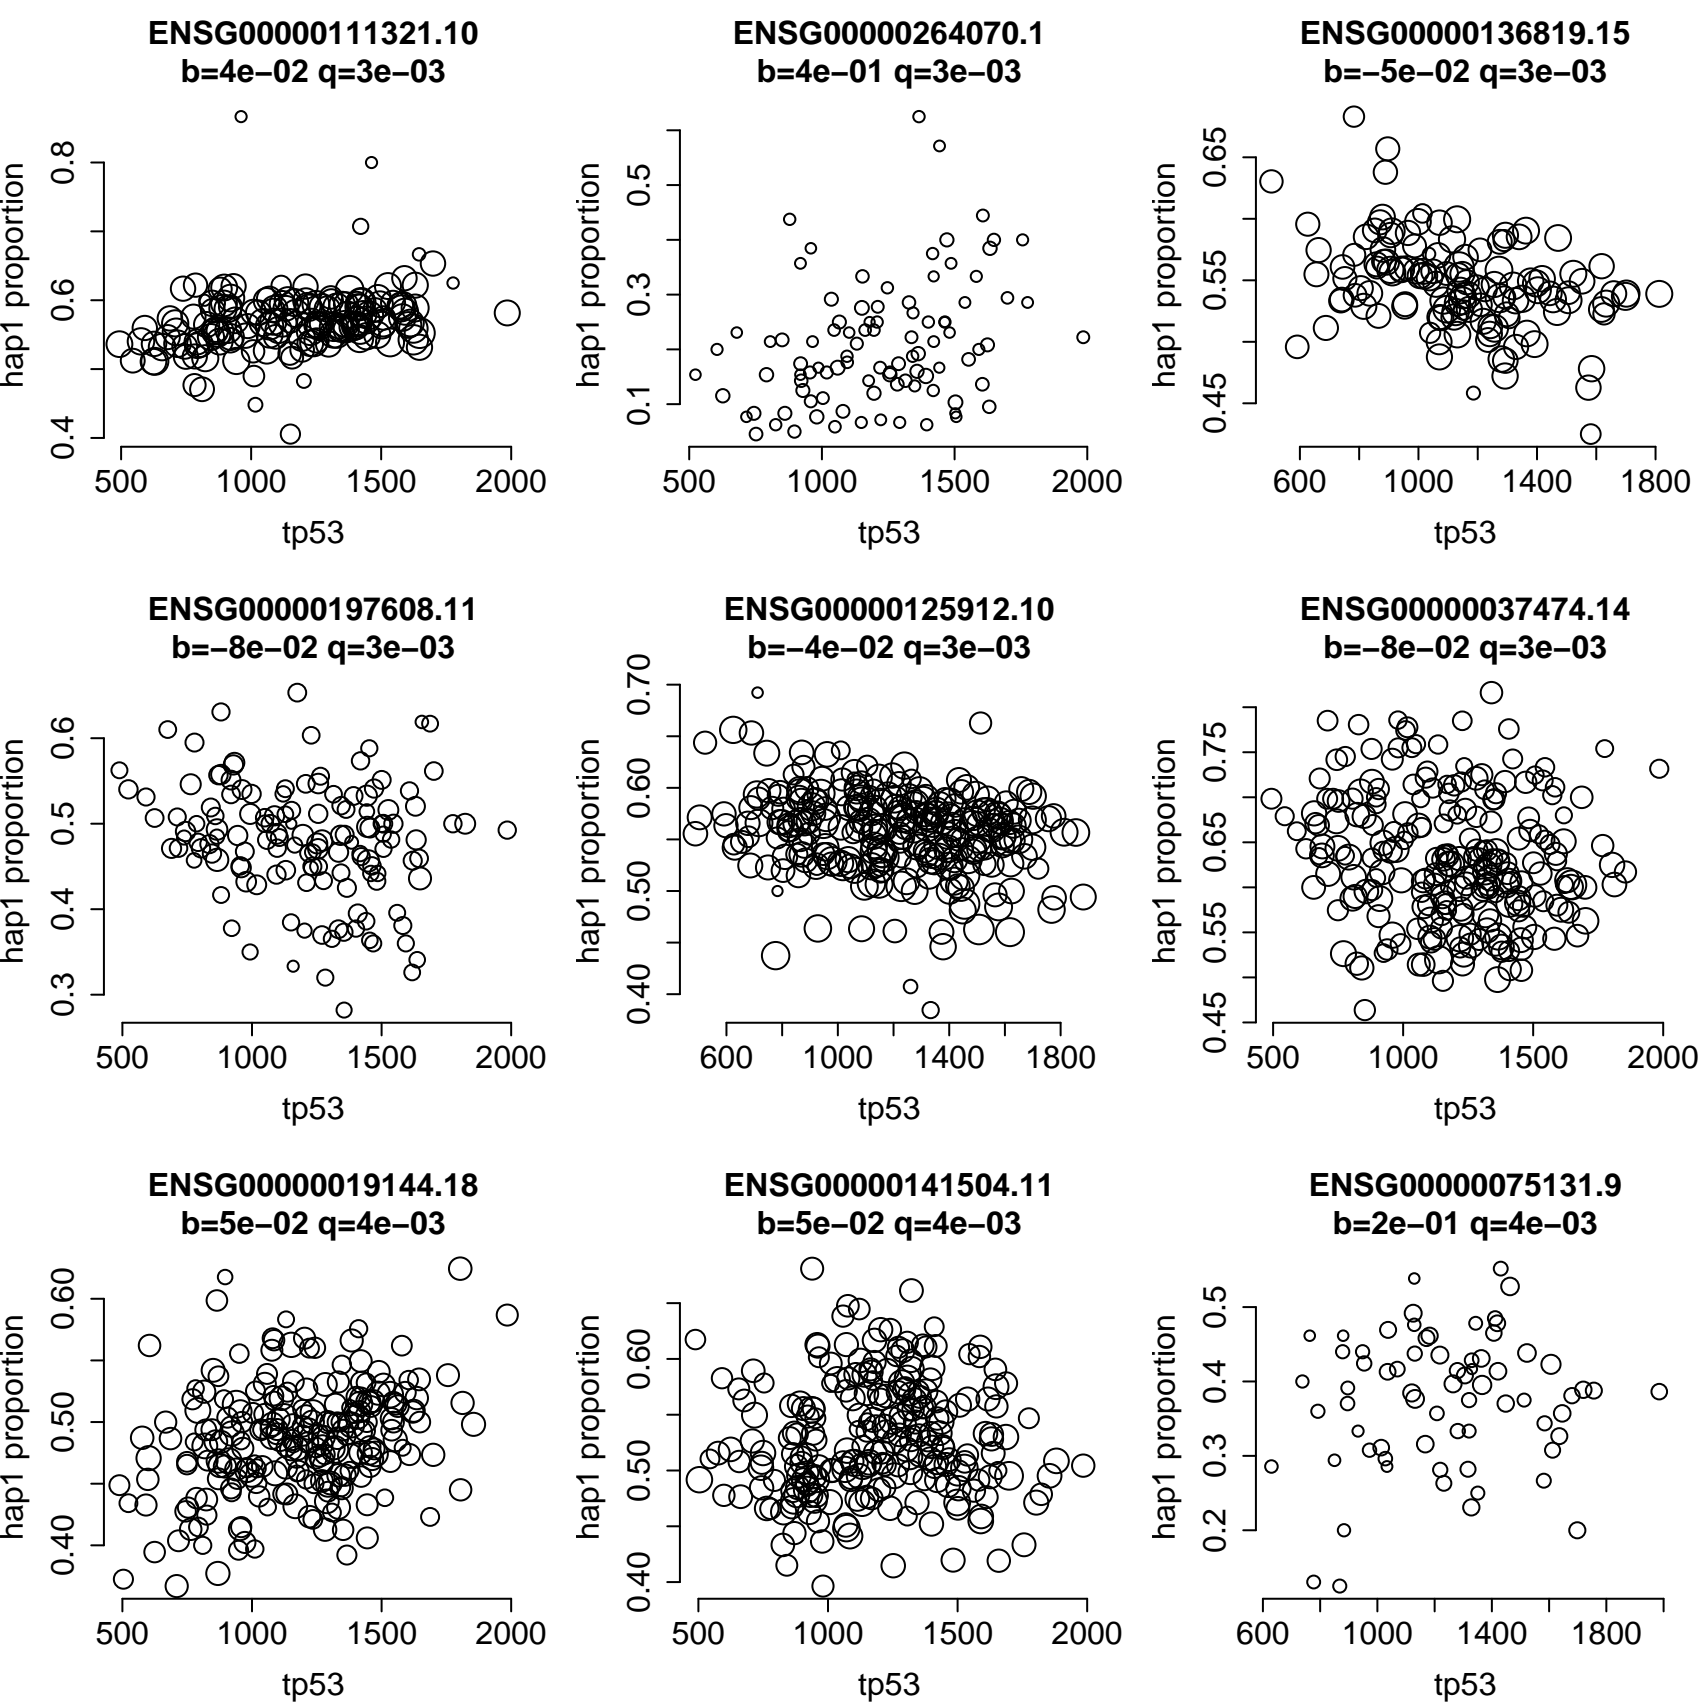 ENSG00000111321.10
b=4e−02 q=3e−03
hap1 proportion
0.4 0.6 0.8
500 1000 1500 2000
tp53
ENSG00000264070.1
b=4e−01 q=3e−03
hap1 proportion
0.1 0.3 0.5
500 1000 1500 2000
tp53
ENSG00000136819.15
b=−5e−02 q=3e−03
hap1 proportion
0.45 0.55 0.65
600 1000 1400 1800
tp53
ENSG00000197608.11
b=−8e−02 q=3e−03
hap1 proportion
0.3 0.4 0.5 0.6
500 1000 1500 2000
tp53
ENSG00000125912.10
b=−4e−02 q=3e−03
hap1 proportion
0.40 0.50 0.60 0.70
600 1000 1400 1800
tp53
ENSG00000037474.14
b=−8e−02 q=3e−03
hap1 proportion
0.45 0.55 0.65 0.75
500 1000 1500 2000
tp53
ENSG00000019144.18
b=5e−02 q=4e−03
hap1 proportion
0.40 0.50 0.60
500 1000 1500 2000
tp53
ENSG00000141504.11
b=5e−02 q=4e−03
hap1 proportion
0.40 0.50 0.60
500 1000 1500 2000
tp53
ENSG00000075131.9
b=2e−01 q=4e−03
hap1 proportion
0.2 0.3 0.4 0.5
600 1000 1400 1800
tp53